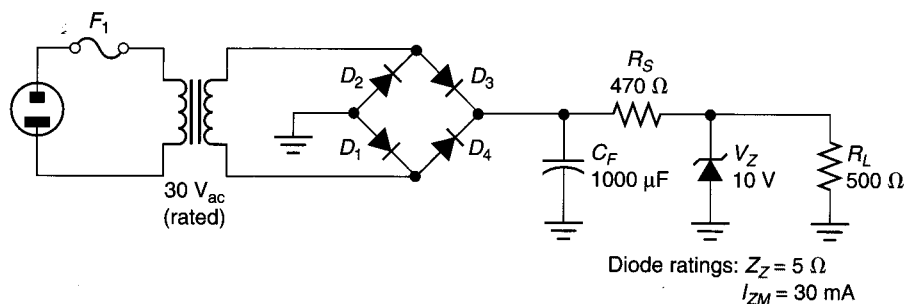 F1
D2
D3
D1
D4
30 Vac
(rated)
RS
470 Ω
CF
1000 μF
VZ
10 V
RL
500 Ω
Diode ratings: ZZ = 5 Ω
IZM = 30 mA